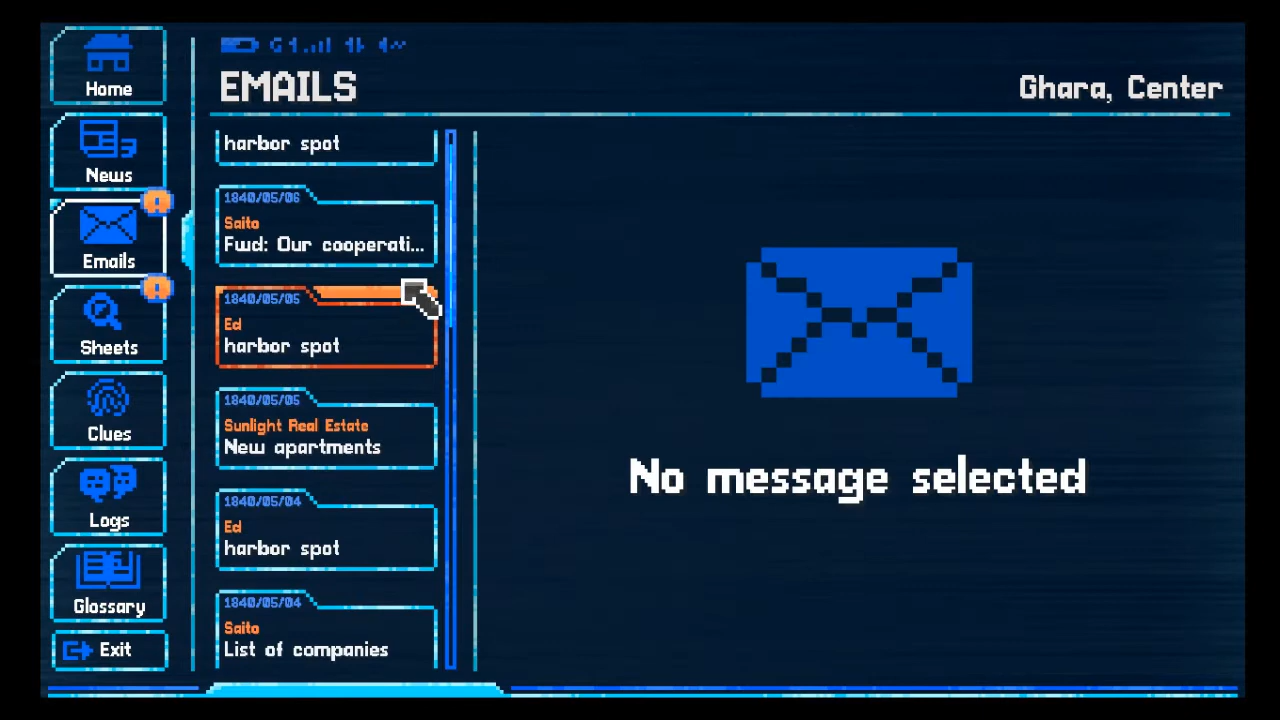 Home
News
Emails
Sheets
Clues
Logs
Glossary
Exit
EMAILS
Ghara, Center
harbor spot
1840/05/06
Saito
Fwd: Our cooperati...
1840/05/05
Ed
harbor spot
1840/05/05
Sunlight Real Estate
New apartments
1840/05/04
Ed
harbor spot
1840/05/04
Saito
List of companies
No message selected